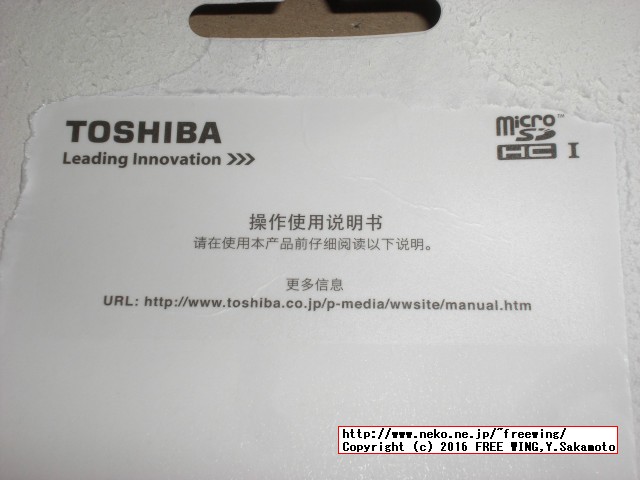 TOSHIBA
Leading Innovation >>>
micro SD™
HC I
操作使用说明书
请在使用本产品前仔细阅读以下说明。
更多信息
URL: http://www.toshiba.co.jp/p-media/wwsite/manual.htm
http://www.neko.ne.jp/~freewing/
Copyright (c) 2016 FREE WING,Y.Sakamoto